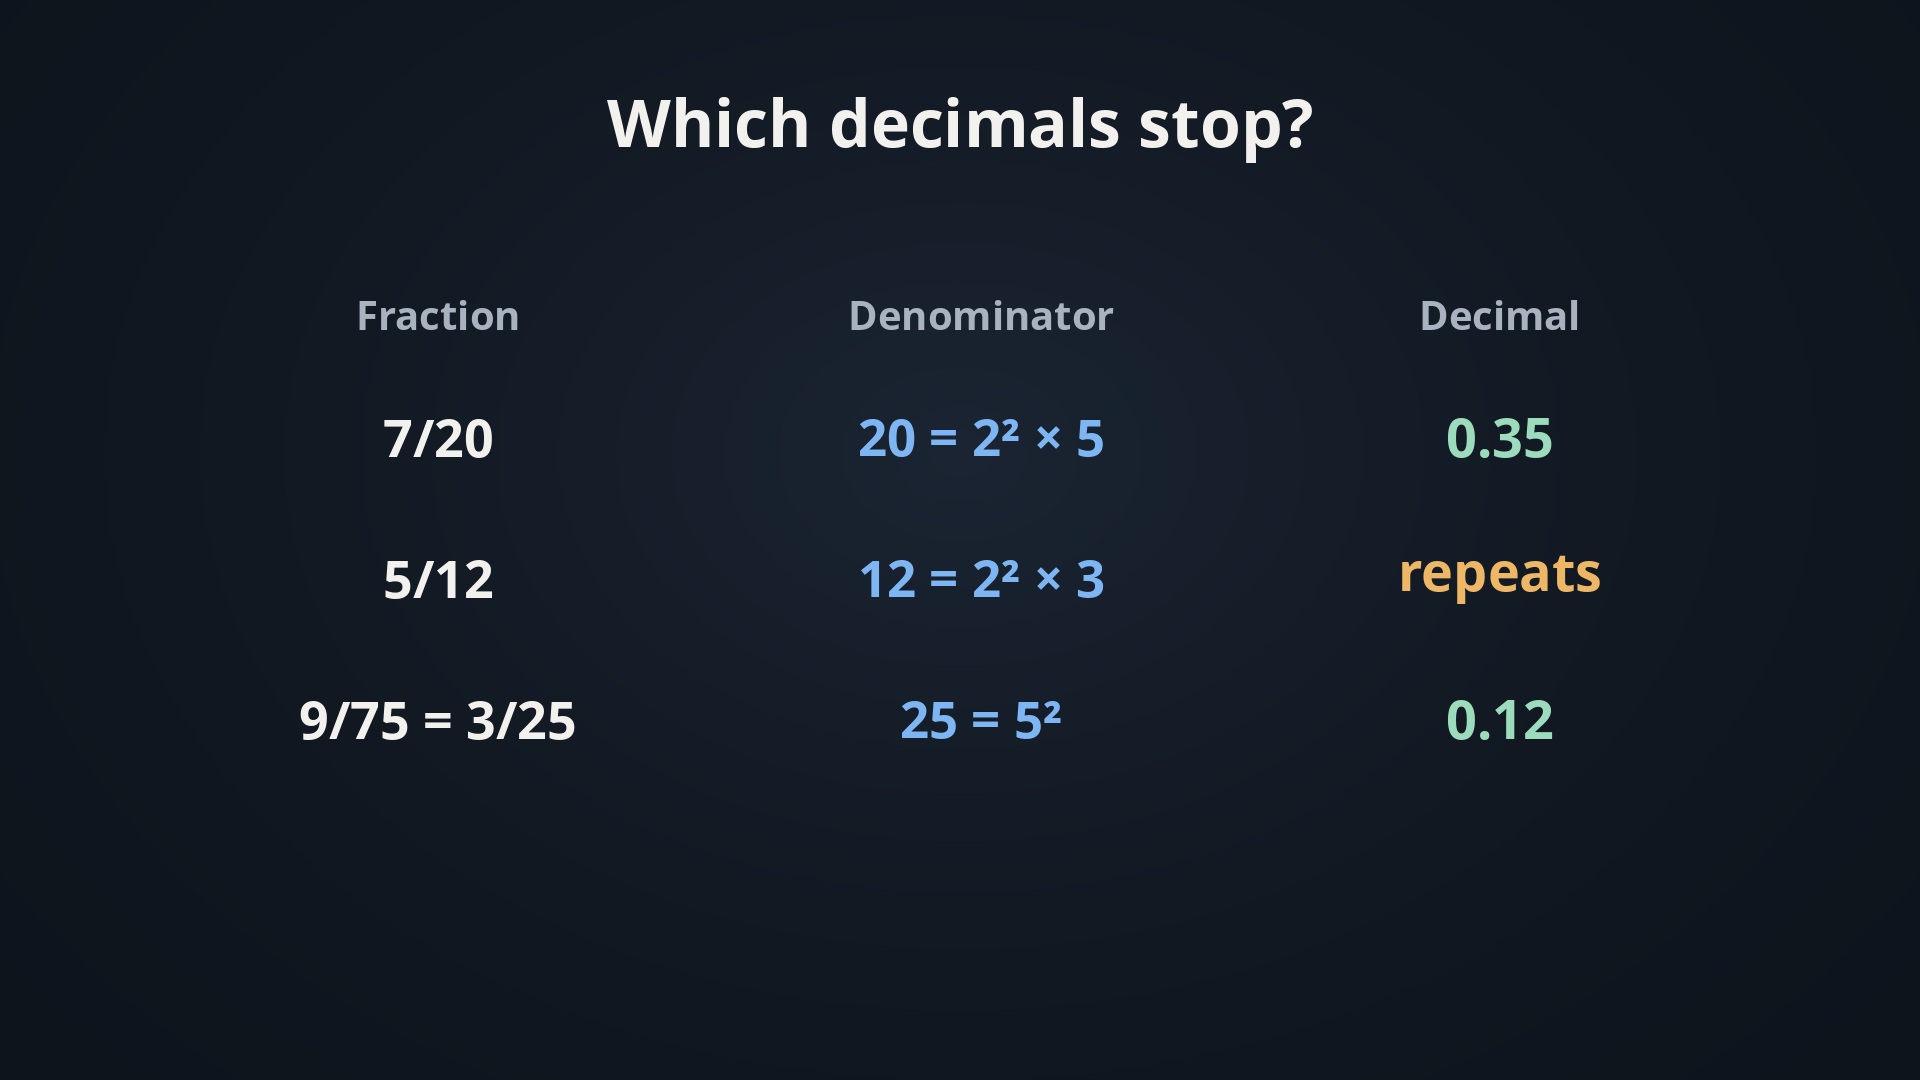 Which decimals stop?
Fraction Denominator Decimal
7/20 20 = 2² × 5 0.35
5/12 12 = 2² × 3 repeats
9/75 = 3/25 25 = 5² 0.12